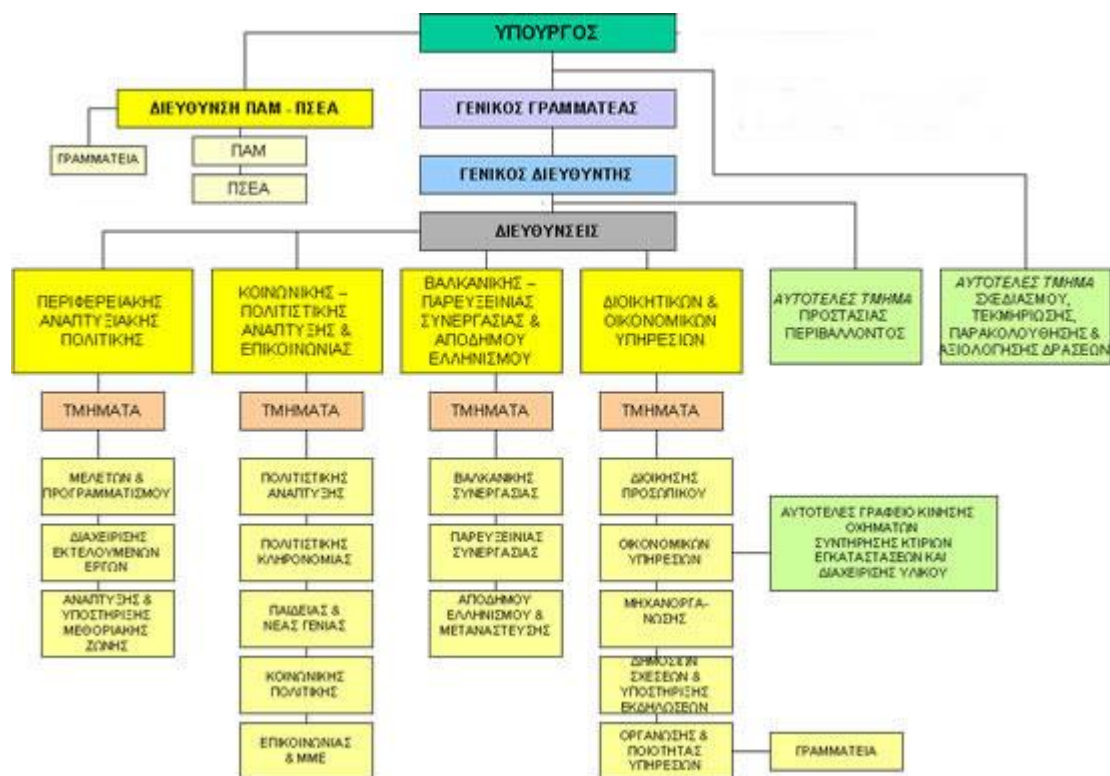 ΥΠΟΥΡΓΟΣ
ΔΙΕΥΘΥΝΣΗ ΠΑΜ - ΠΣΕΑ
ΓΕΝΙΚΟΣ ΓΡΑΜΜΑΤΕΑΣ
ΓΡΑΜΜΑΤΕΙΑ
ΠΑΜ
ΠΣΕΑ
ΓΕΝΙΚΟΣ ΔΙΕΥΘΥΝΤΗΣ
ΔΙΕΥΘΥΝΣΕΙΣ
ΠΕΡΙΦΕΡΕΙΑΚΗΣ
ΑΝΑΠΤΥΞΙΑΚΗΣ
ΠΟΛΙΤΙΚΗΣ
ΚΟΙΝΩΝΙΚΗΣ –
ΠΟΛΙΤΙΣΤΙΚΗΣ
ΑΝΑΠΤΥΞΗΣ &
ΕΠΙΚΟΙΝΩΝΙΑΣ
ΒΑΛΚΑΝΙΚΗΣ –
ΠΑΡΕΥΞΕΙΝΙΑΣ
ΣΥΝΕΡΓΑΣΙΑΣ &
ΑΠΟΔΗΜΟΥ
ΕΛΛΗΝΙΣΜΟΥ
ΔΙΟΙΚΗΤΙΚΩΝ &
ΟΙΚΟΝΟΜΙΚΩΝ
ΥΠΗΡΕΣΙΩΝ
ΑΥΤΟΤΕΛΕΣ ΤΜΗΜΑ
ΠΡΟΣΤΑΣΙΑΣ
ΠΕΡΙΒΑΛΛΟΝΤΟΣ
ΑΥΤΟΤΕΛΕΣ ΤΜΗΜΑ
ΣΧΕΔΙΑΣΜΟΥ,
ΤΕΚΜΗΡΙΩΣΗΣ,
ΠΑΡΑΚΟΛΟΥΘΗΣΗΣ &
ΑΞΙΟΛΟΓΗΣΗΣ ΔΡΑΣΕΩΝ
ΤΜΗΜΑΤΑ
ΜΕΛΕΤΩΝ &
ΠΡΟΓΡΑΜΜΑΤΙΣΜΟΥ
ΔΙΑΧΕΙΡΙΣΗΣ
ΕΚΤΕΛΟΥΜΕΝΩΝ
ΕΡΓΩΝ
ΑΝΑΠΤΥΞΗΣ &
ΥΠΟΣΤΗΡΙΞΗΣ
ΜΕΘΟΡΙΑΚΗΣ
ΖΩΝΗΣ
ΤΜΗΜΑΤΑ
ΠΟΛΙΤΙΣΤΙΚΗΣ
ΑΝΑΠΤΥΞΗΣ
ΠΟΛΙΤΙΣΤΙΚΗΣ
ΚΛΗΡΟΝΟΜΙΑΣ
ΠΑΙΔΕΙΑΣ &
ΝΕΑΣ ΓΕΝΙΑΣ
ΚΟΙΝΩΝΙΚΗΣ
ΠΟΛΙΤΙΚΗΣ
ΕΠΙΚΟΙΝΩΝΙΑΣ
& ΜΜΕ
ΤΜΗΜΑΤΑ
ΒΑΛΚΑΝΙΚΗΣ
ΣΥΝΕΡΓΑΣΙΑΣ
ΠΑΡΕΥΞΕΙΝΙΑΣ
ΣΥΝΕΡΓΑΣΙΑΣ
ΑΠΟΔΗΜΟΥ
ΕΛΛΗΝΙΣΜΟΥ &
ΜΕΤΑΝΑΣΤΕΥΣΗΣ
ΤΜΗΜΑΤΑ
ΔΙΟΙΚΗΣΗΣ
ΠΡΟΣΩΠΙΚΟΥ
ΟΙΚΟΝΟΜΙΚΩΝ
ΥΠΗΡΕΣΙΩΝ
ΜΗΧΑΝΟΡΓΑ-
ΝΩΣΗΣ
ΔΗΜΟΣΙΩΝ
ΣΧΕΣΕΩΝ &
ΥΠΟΣΤΗΡΙΞΗΣ
ΕΚΔΗΛΩΣΕΩΝ
ΟΡΓΑΝΩΣΗΣ &
ΠΟΙΟΤΗΤΑΣ
ΥΠΗΡΕΣΙΩΝ
ΑΥΤΟΤΕΛΕΣ ΓΡΑΦΕΙΟ ΚΙΝΗΣΗΣ
ΟΧΗΜΑΤΩΝ
ΣΥΝΤΗΡΗΣΗΣ ΚΤΙΡΙΩΝ
ΕΓΚΑΤΑΣΤΑΣΕΩΝ ΚΑΙ
ΔΙΑΧΕΙΡΙΣΗΣ ΥΛΙΚΟΥ
ΓΡΑΜΜΑΤΕΙΑ